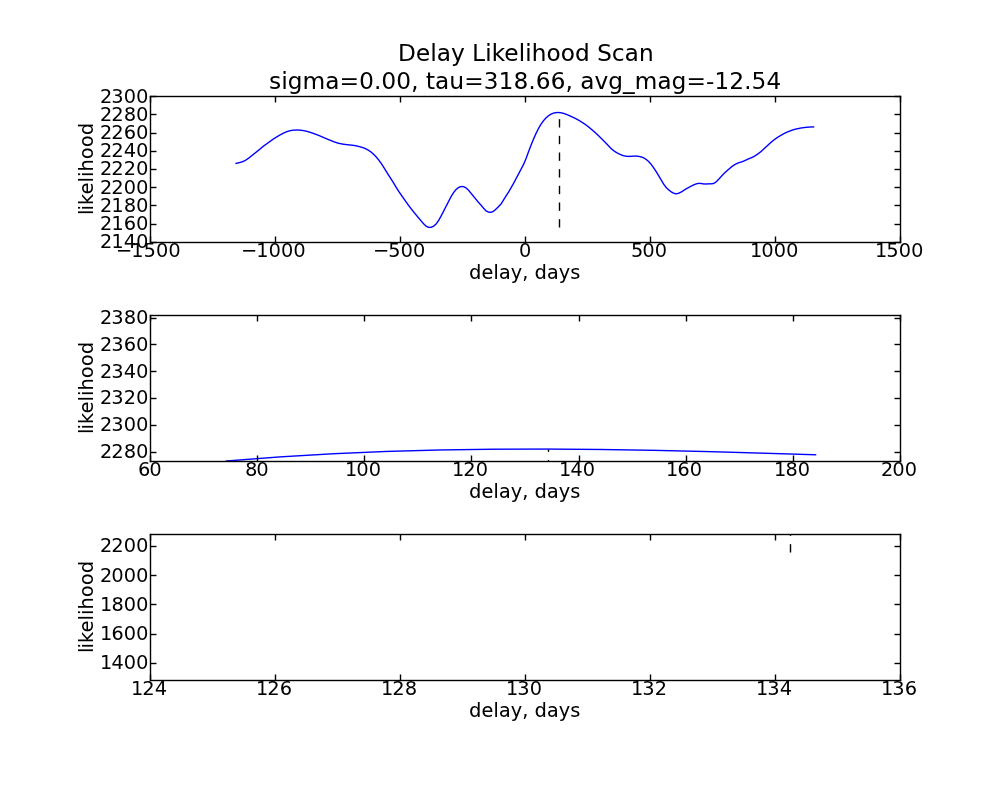 Delay Likelihood Scan
sigma=0.00, tau=318.66, avg_mag=-12.54
2300
2280
2260
2240
2220
2200
2180
2160
2140
likelihood
−1500 −1000 −500 0 500 1000 1500
delay, days
2380
2360
2340
2320
2300
2280
likelihood
60 80 100 120 140 160 180 200
delay, days
2200
2000
1800
1600
1400
likelihood
124 126 128 130 132 134 136
delay, days